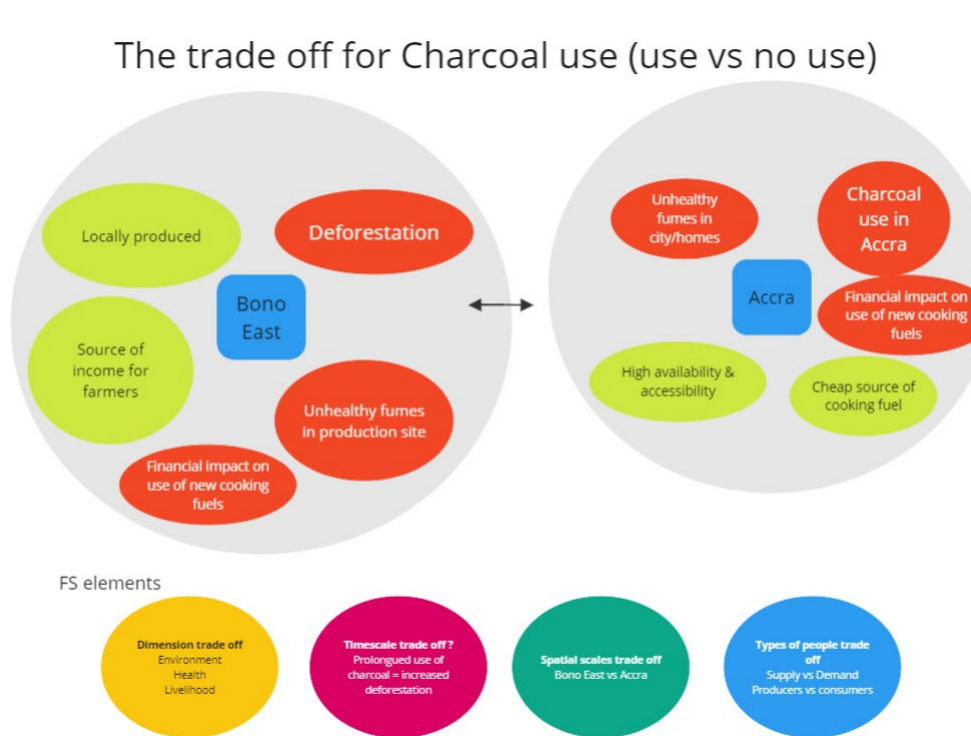 The trade off for Charcoal use (use vs no use)
Locally produced
Deforestation
Bono
East
Source of
income for
farmers
Unhealthy fumes
in production site
Financial impact on
use of new cooking
fuels
Unhealthy
fumes in
city/homes
Charcoal
use in
Accra
Accra
Financial impact on
use of new cooking
fuels
High availability &
accessibility
Cheap source of
cooking fuel
FS elements
Dimension trade off
Environment
Health
Livelihood
Timescale trade off ?
Prolongued use of
charcoal = increased
deforestation
Spatial scales trade off
Bono East vs Accra
Types of people trade
off
Supply vs Demand
Producers vs consumers